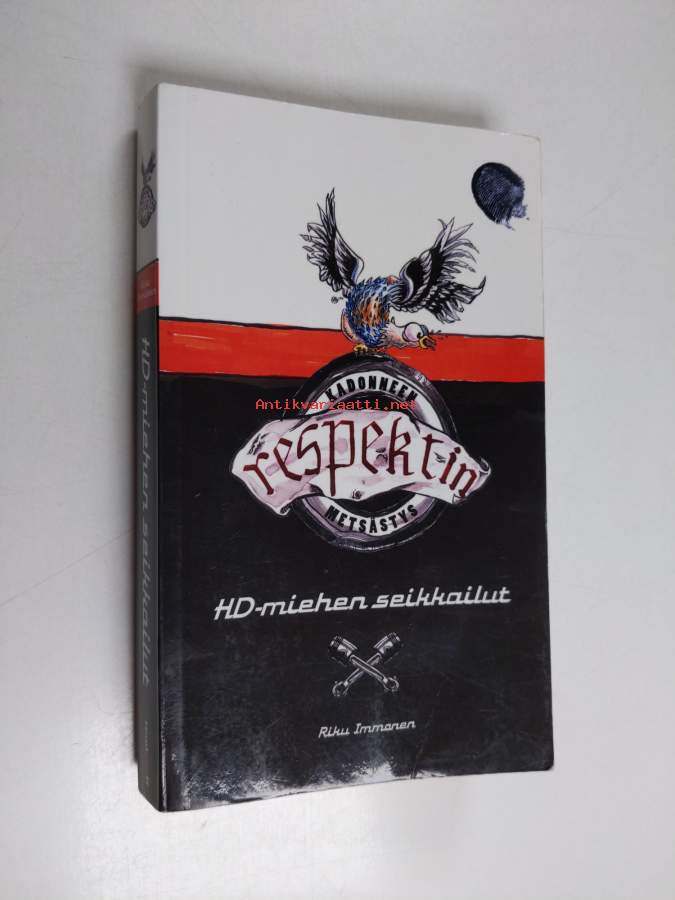 KADONNEEN
Antikvariaatti.net
respektin
METSÄSTYS
HD-miehen seikkailut
Riku Immonen
HD-miehen seikkailut